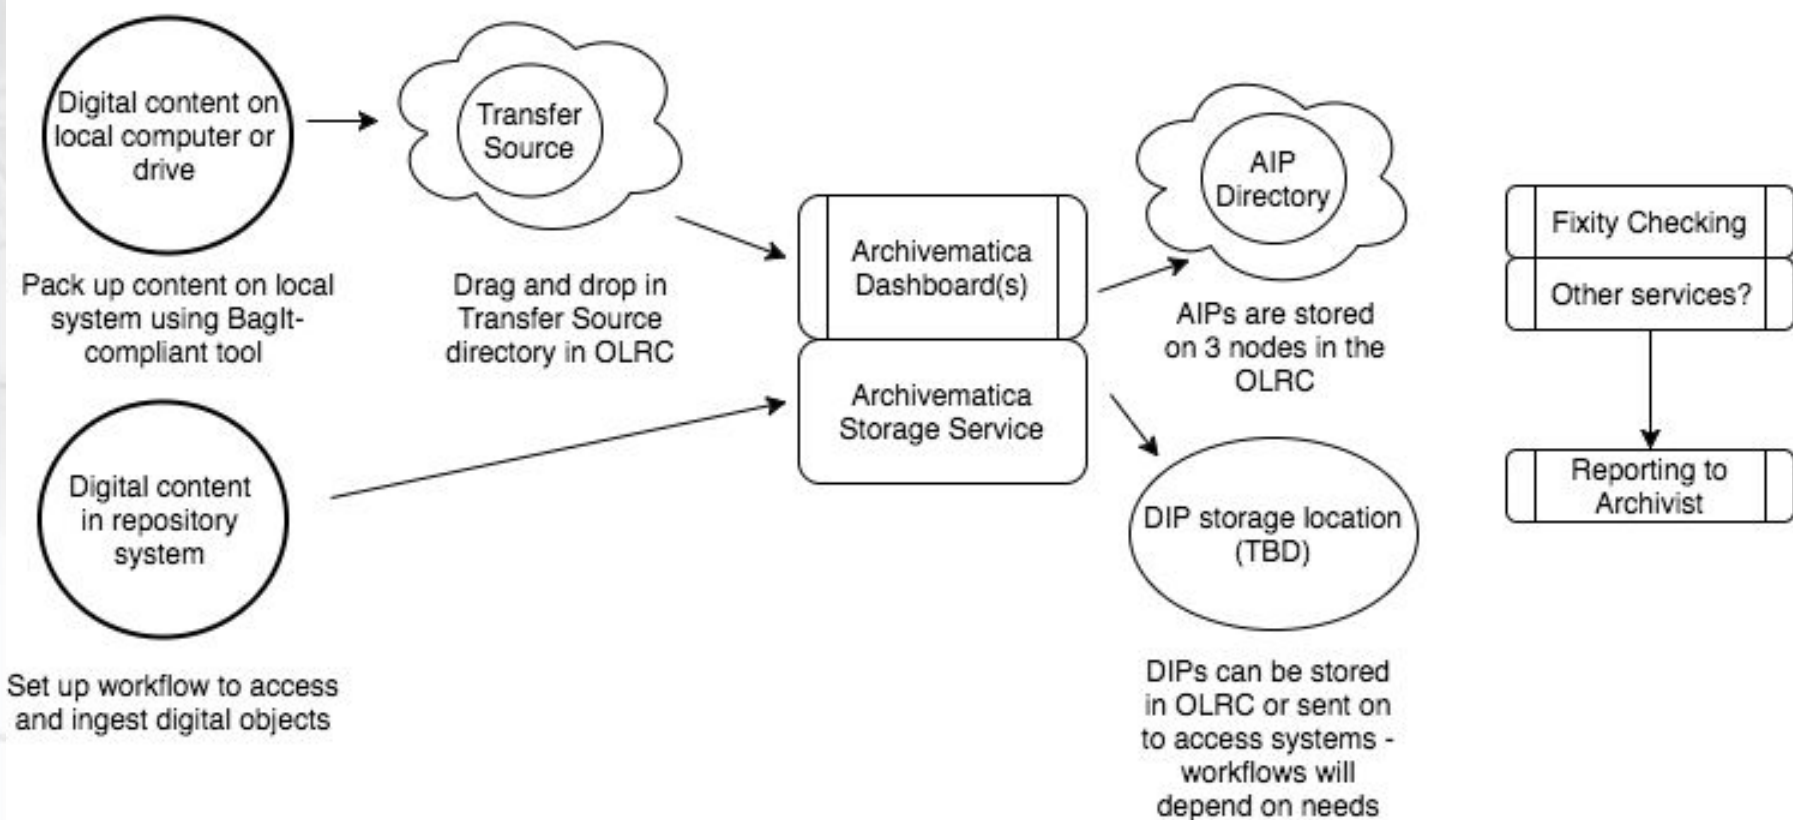 Digital content on
local computer or
drive
Pack up content on local
system using BagIt-
compliant tool
Transfer
Source
Drag and drop in
Transfer Source
directory in OLRC
Digital content
in repository
system
Set up workflow to access
and ingest digital objects
Archivematica
Dashboard(s)
Archivematica
Storage Service
AIP
Directory
AIPs are stored
on 3 nodes in the
OLRC
DIP storage location
(TBD)
DIPs can be stored
in OLRC or sent on
to access systems -
workflows will
depend on needs
Fixity Checking
Other services?
Reporting to
Archivist